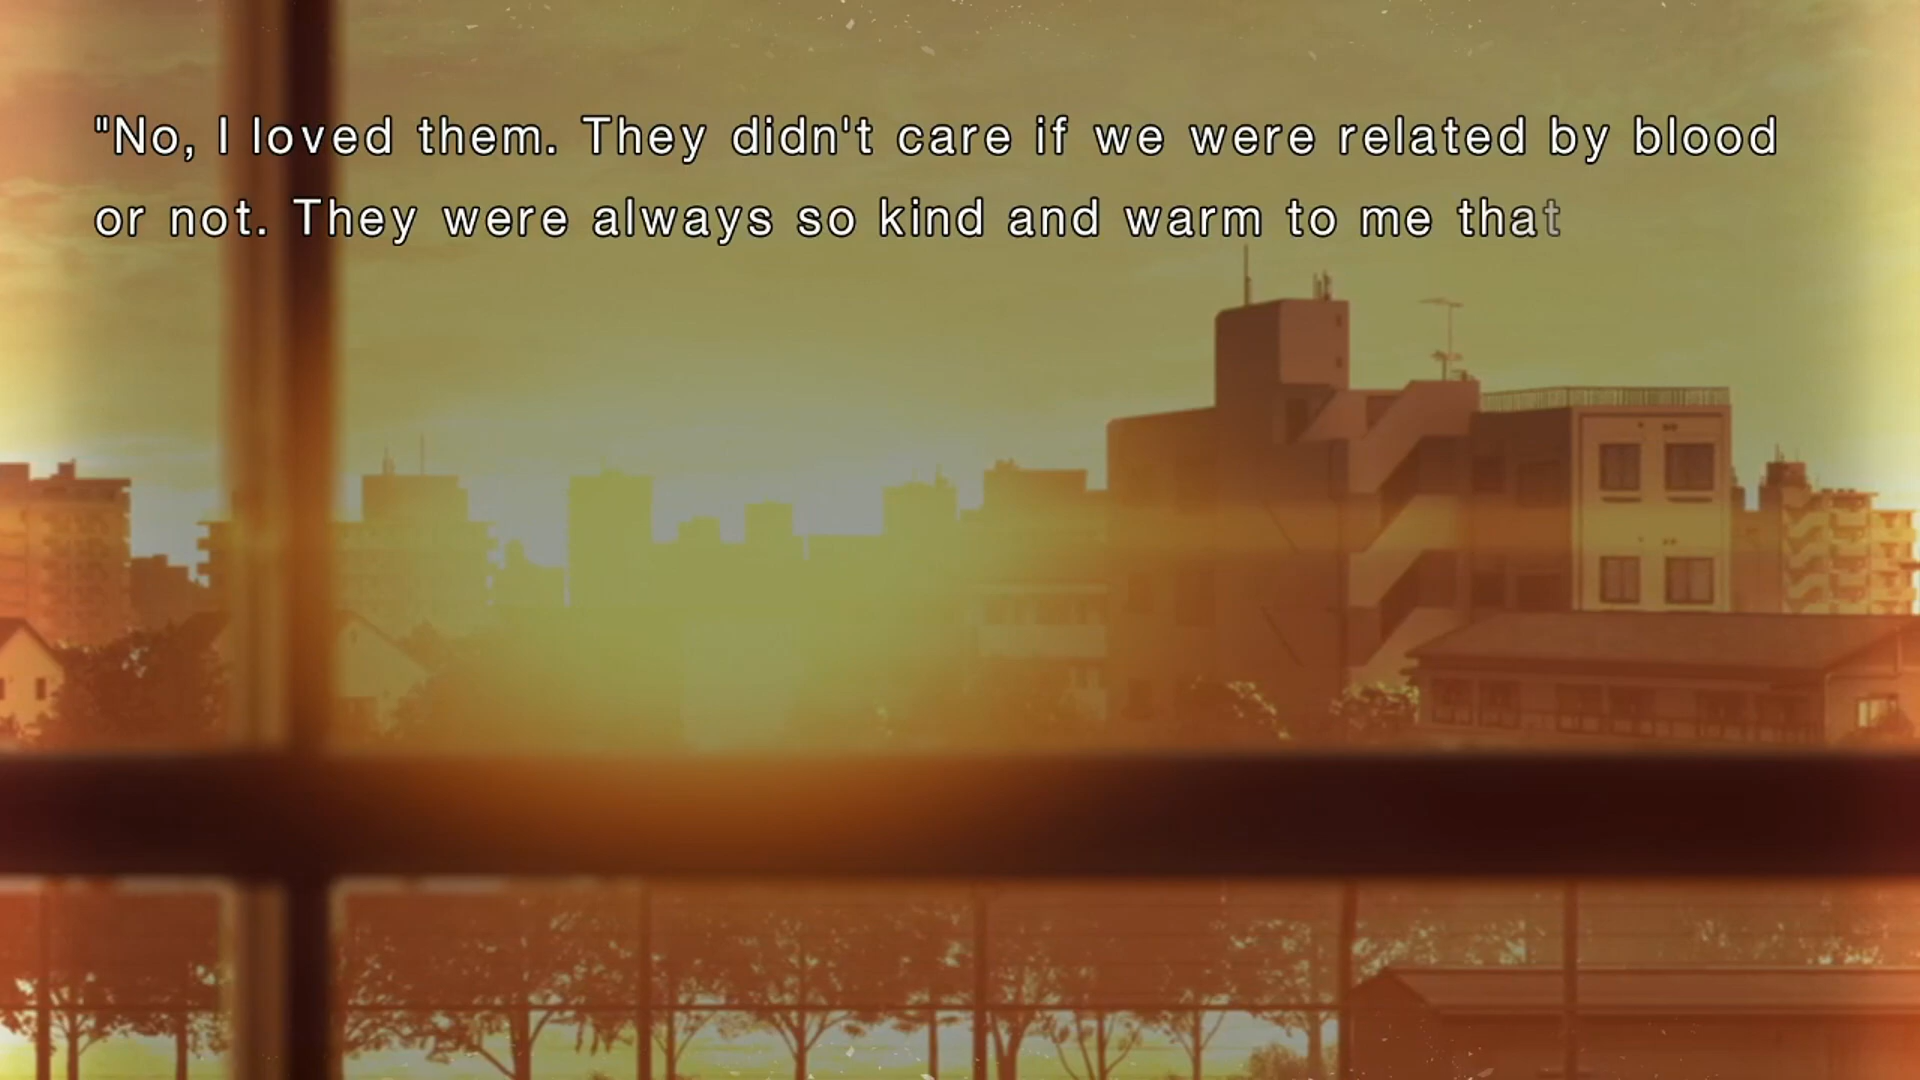 "No, I loved them. They didn't care if we were related by blood
or not. They were always so kind and warm to me that